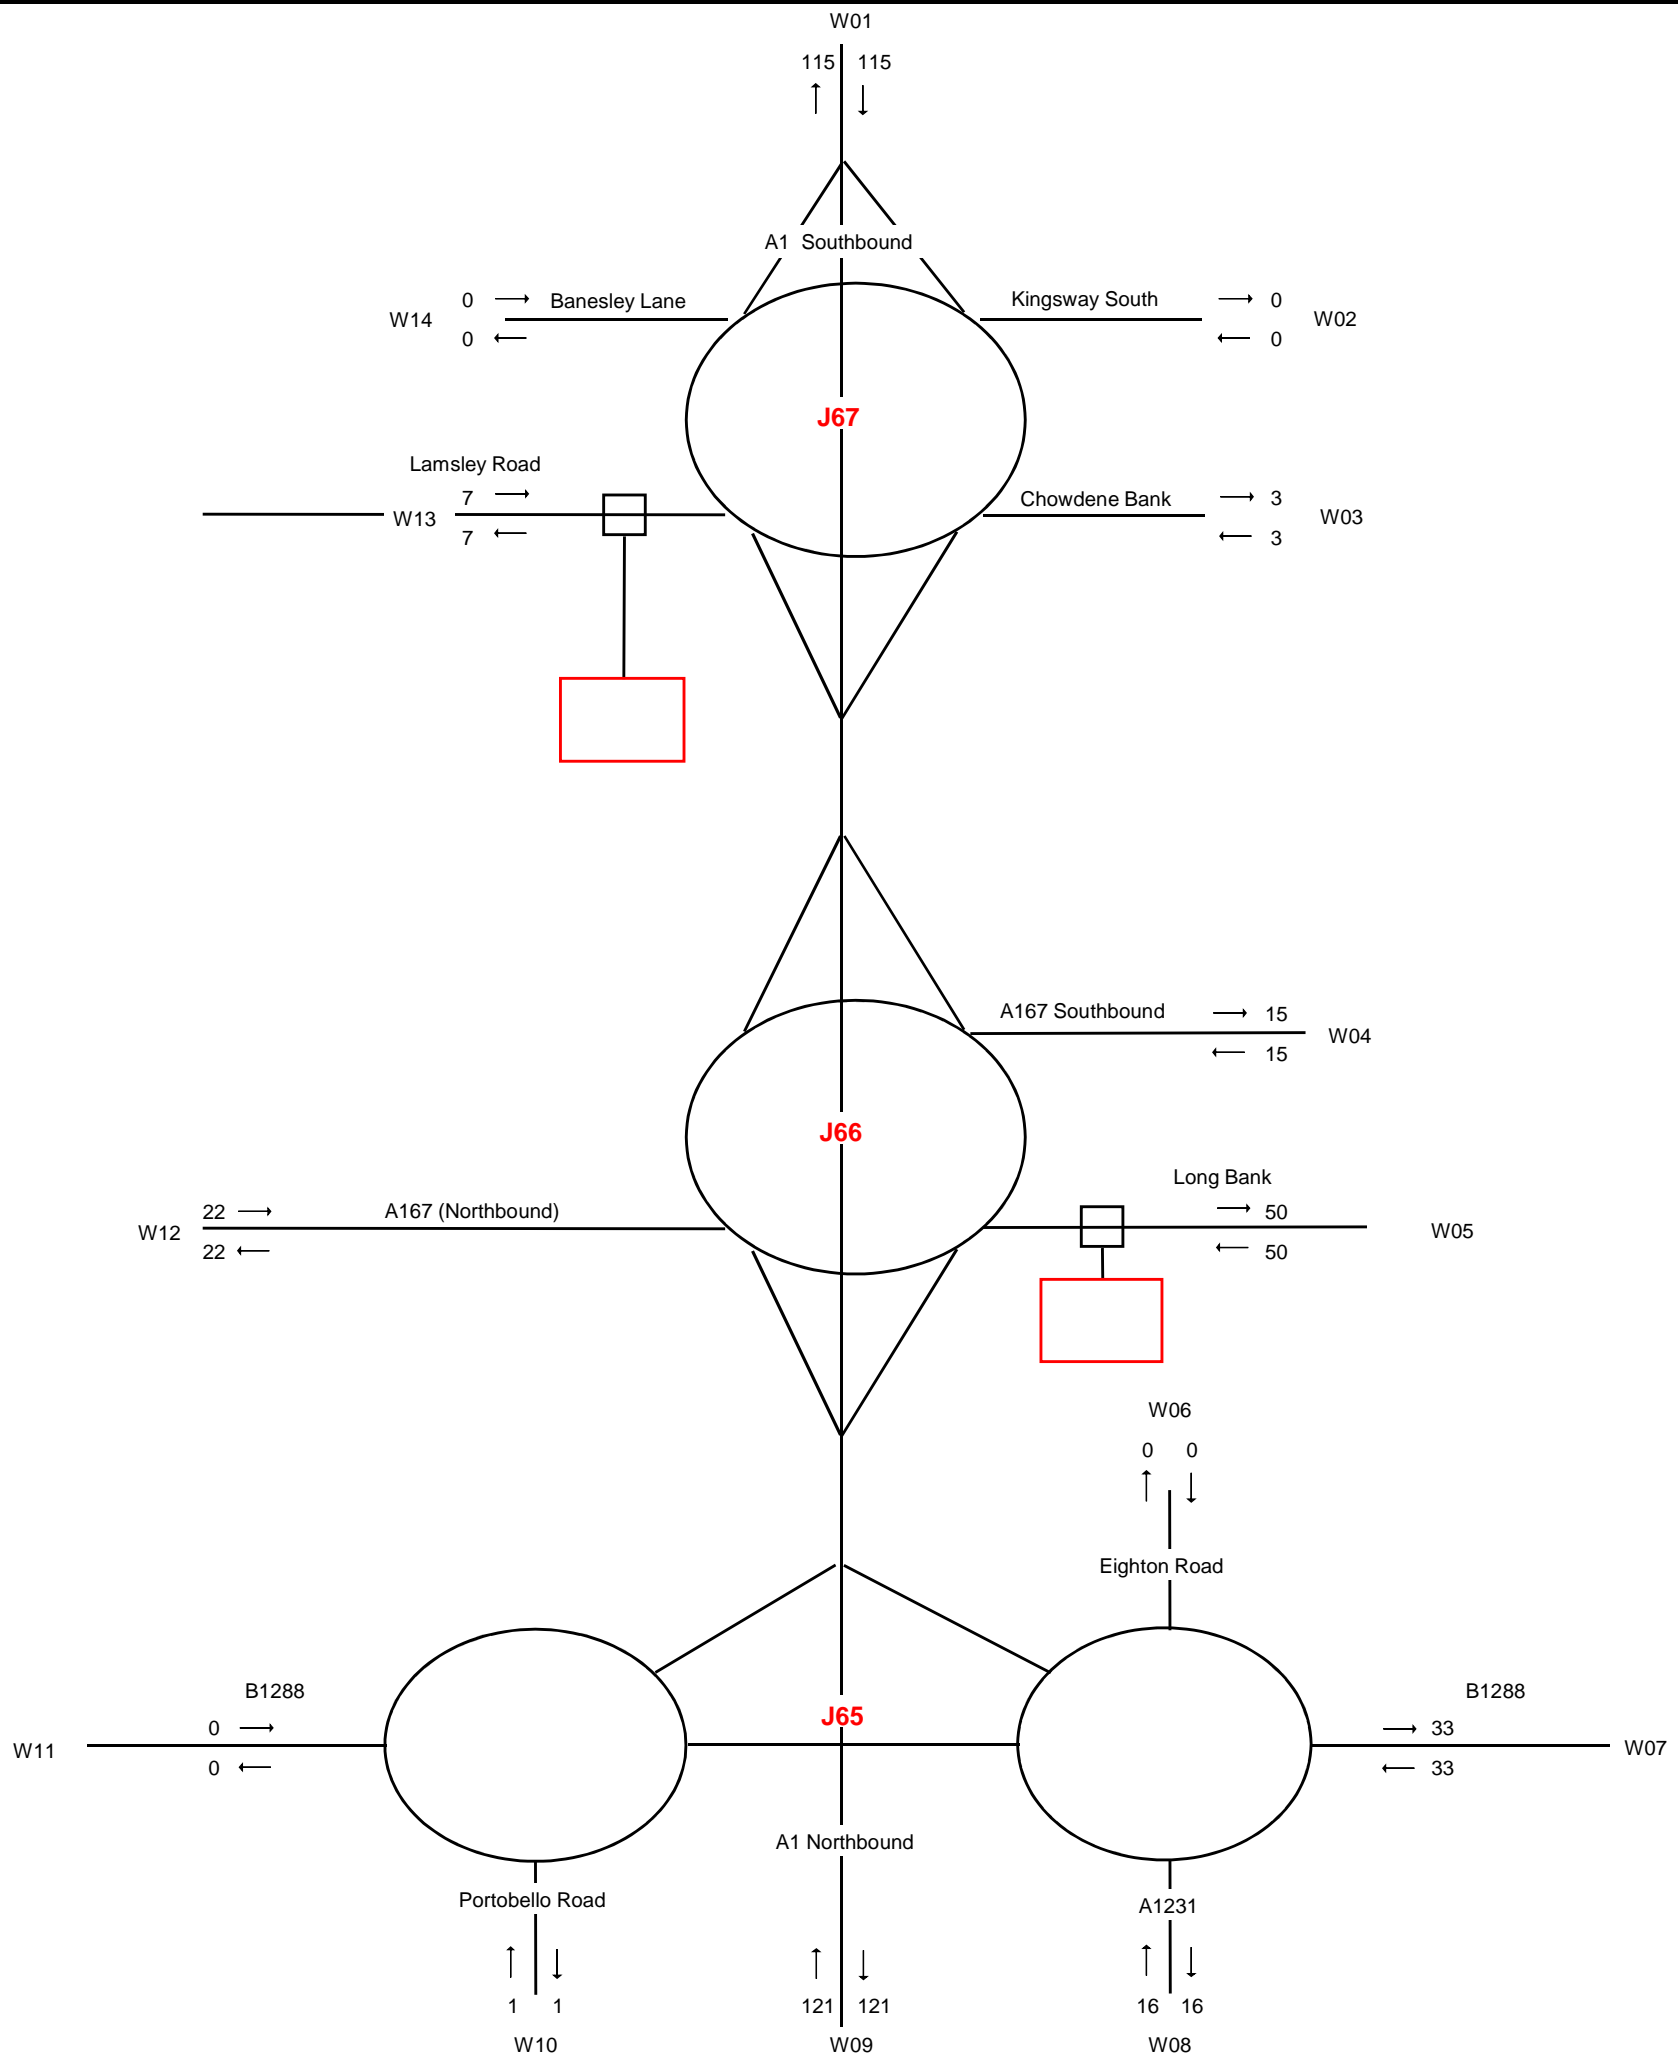 W01
115 115
A1 Southbound
0 Banesley Lane
Kingsway South 0
W14
W02
0
0
J67
Lamsley Road
7
Chowdene Bank 3
W13
W03
7
3
A167 Southbound 15
W04
15
J66
Long Bank
22 A167 (Northbound)
50
W12
W05
22
50
W06
0 0
Eighton Road
B1288
B1288
J65
0
33
W11
W07
0
33
A1 Northbound
Portobello Road
A1231
1 1
121 121
16 16
W10
W09
W08